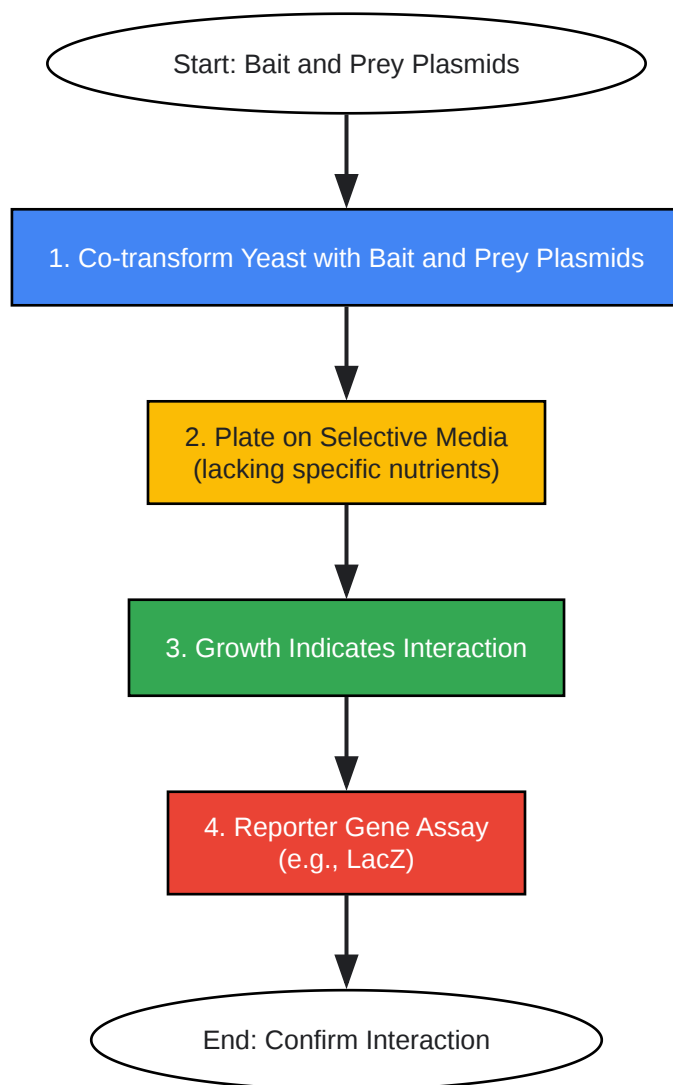 Start: Bait and Prey Plasmids
1. Co-transform Yeast with Bait and Prey Plasmids
2. Plate on Selective Media
(lacking specific nutrients)
3. Growth Indicates Interaction
4. Reporter Gene Assay
(e.g., LacZ)
End: Confirm Interaction